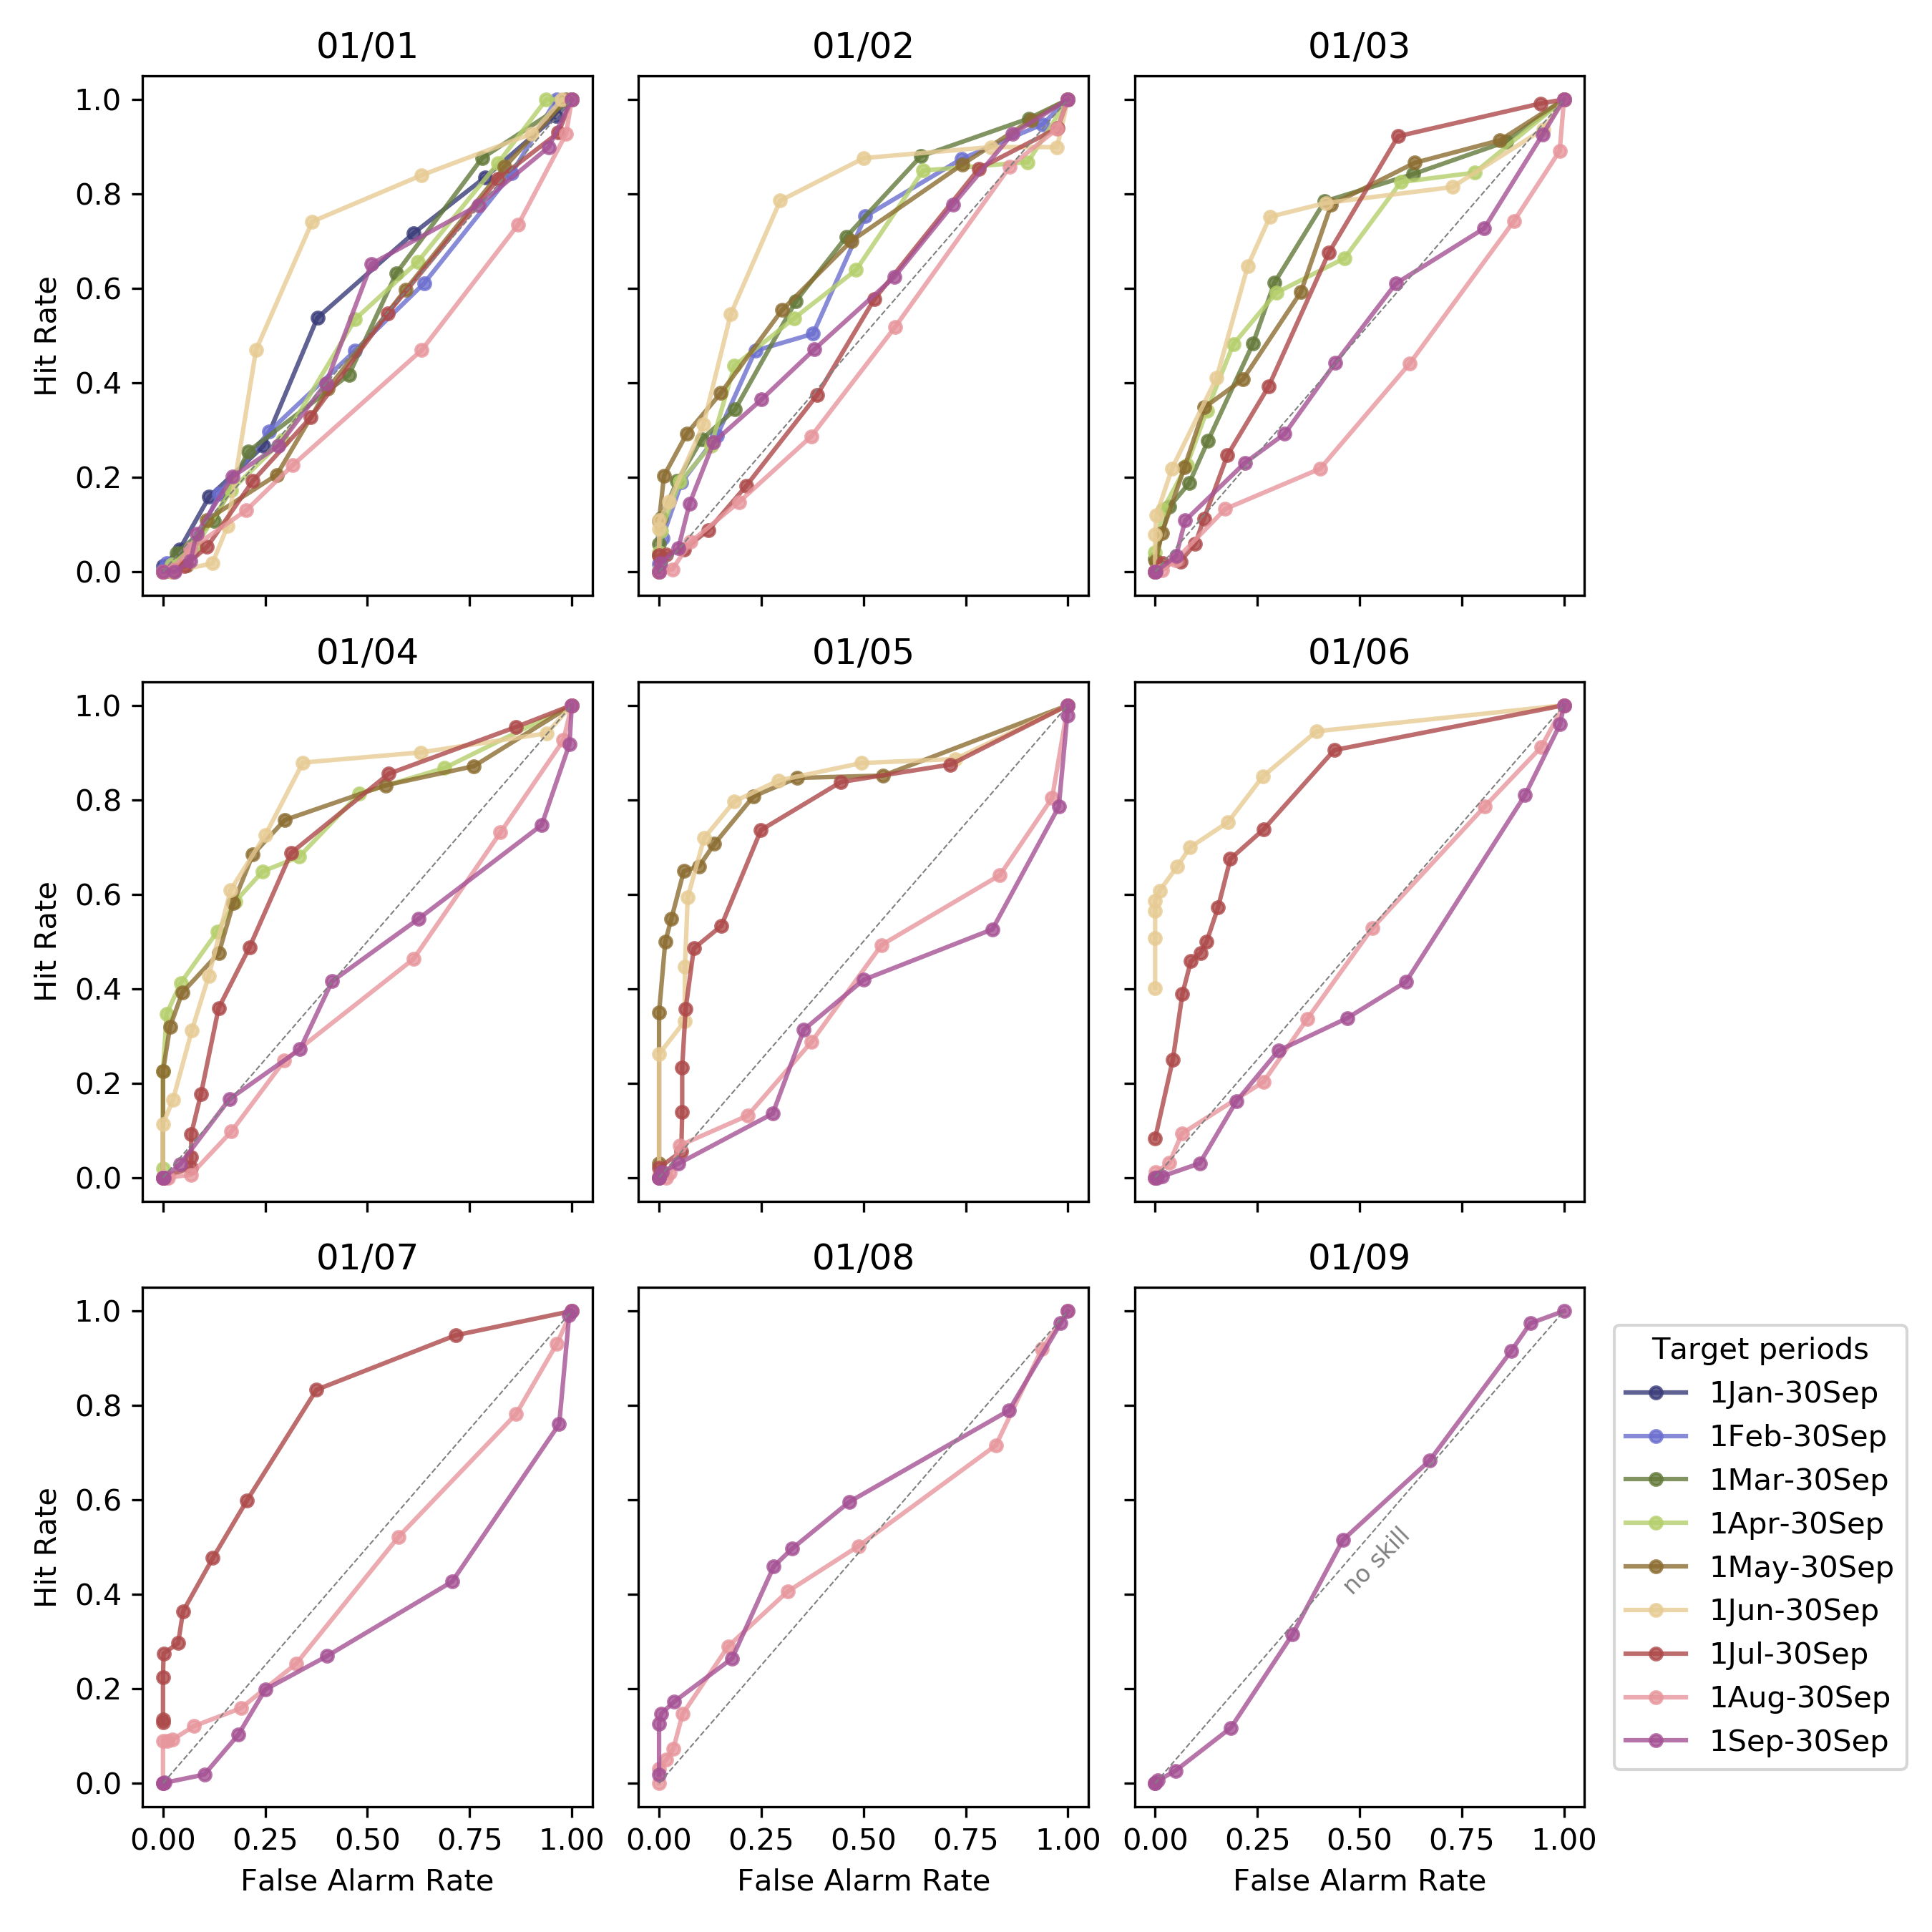 01/01 01/02 01/03
1.0
0.8
0.6
0.4
0.2
0.0
Hit Rate
01/04 01/05 01/06
1.0
0.8
0.6
0.4
0.2
0.0
Hit Rate
01/07 01/08 01/09
1.0
0.8
0.6
0.4
0.2
0.0
Hit Rate
no skill
0.00 0.25 0.50 0.75 1.00 0.00 0.25 0.50 0.75 1.00 0.00 0.25 0.50 0.75 1.00
False Alarm Rate False Alarm Rate False Alarm Rate
Target periods
1Jan-30Sep
1Feb-30Sep
1Mar-30Sep
1Apr-30Sep
1May-30Sep
1Jun-30Sep
1Jul-30Sep
1Aug-30Sep
1Sep-30Sep